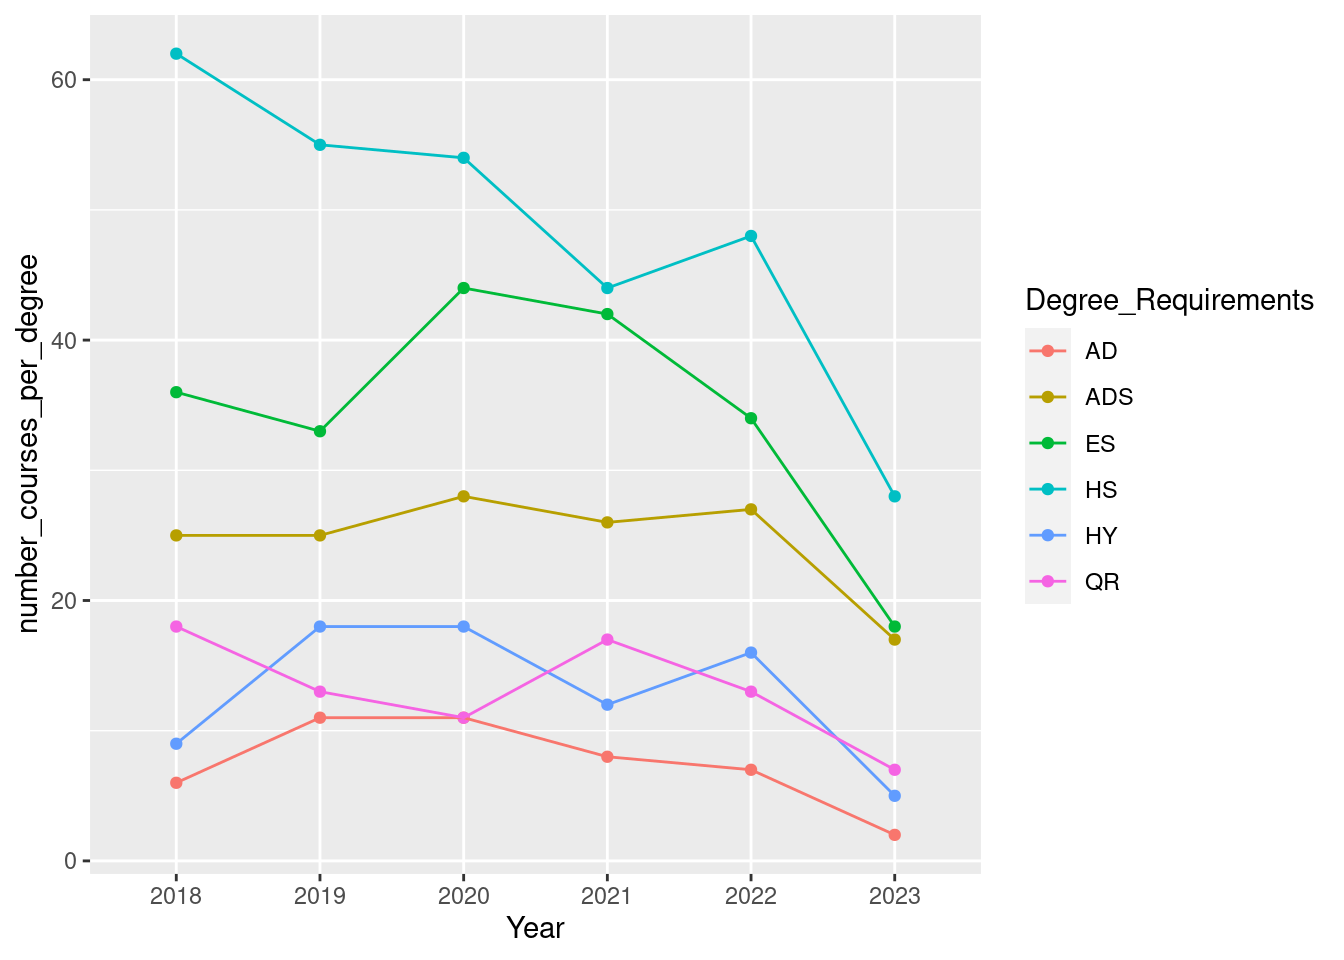 number_courses_per_degree
60
40
20
0
2018 2019 2020 2021 2022 2023
Year
Degree_Requirements
AD
ADS
ES
HS
HY
QR